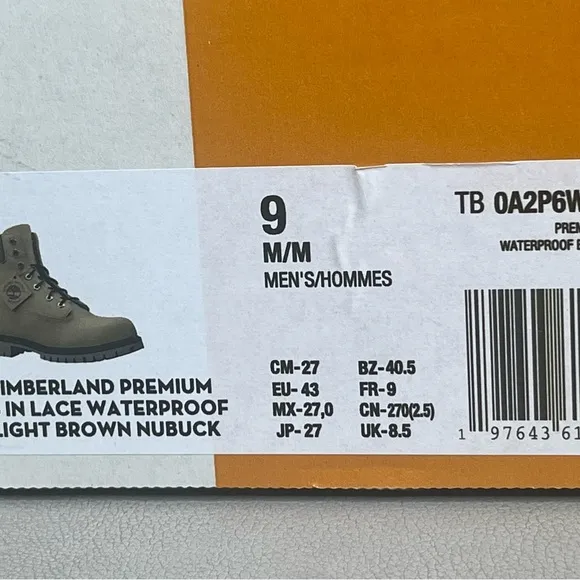 9
M/M
MEN'S/HOMMES
TB 0A2P6W
PREM
WATERPROOF B
CM-27 BZ-40.5
EU- 43 FR-9
MX-27,0 CN-270(2.5)
JP-27 UK-8.5
IMBERLAND PREMIUM
IN LACE WATERPROOF
LIGHT BROWN NUBUCK
1 97643 61